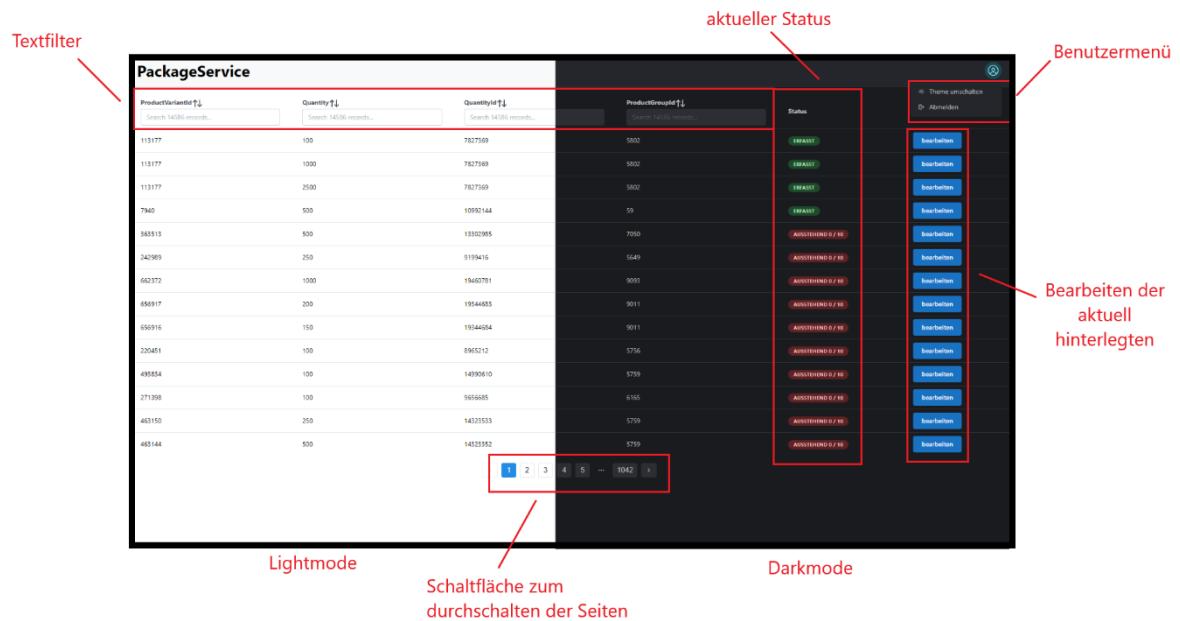 aktueller Status
Textfilter
Benutzermenü
PackageService
Theme umschalten
Abmelden
ProductVariantId Quantity QuantityId ProductGroupId Status
Search 14586 records... Search 14586 records... Search 14586 records... Search 14586 records...
113177 100 7827369 5802 ERFASST bearbeiten
113177 1000 7827369 5802 ERFASST bearbeiten
113177 2500 7827369 5802 ERFASST bearbeiten
7940 500 10992144 59 ERFASST bearbeiten
363513 500 13302985 7050 AUSSTEHEND 0 / 10 bearbeiten
242989 250 9199416 5649 AUSSTEHEND 0 / 10 bearbeiten
662372 1000 19460781 9093 AUSSTEHEND 0 / 10 bearbeiten
656917 200 19344685 9011 AUSSTEHEND 0 / 10 bearbeiten
656916 150 19344684 9011 AUSSTEHEND 0 / 10 bearbeiten
220451 100 8965212 5756 AUSSTEHEND 0 / 10 bearbeiten
495834 100 14990610 5759 AUSSTEHEND 0 / 10 bearbeiten
271398 100 9656685 6165 AUSSTEHEND 0 / 10 bearbeiten
463150 250 14323533 5759 AUSSTEHEND 0 / 10 bearbeiten
463144 500 14323352 5759 AUSSTEHEND 0 / 10 bearbeiten
Bearbeiten der
aktuell
hinterlegten
1 2 3 4 5 ... 1042 ›
Lightmode
Darkmode
Schaltfläche zum
durchschalten der Seiten